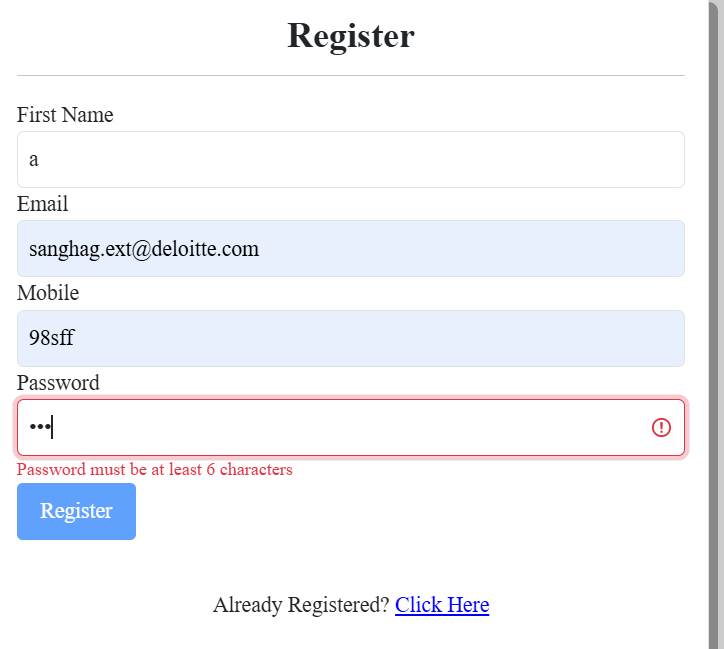 Register
First Name
a
Email
sanghag.ext@deloitte.com
Mobile
98sff
Password
•••
Password must be at least 6 characters
Register
Already Registered? Click Here